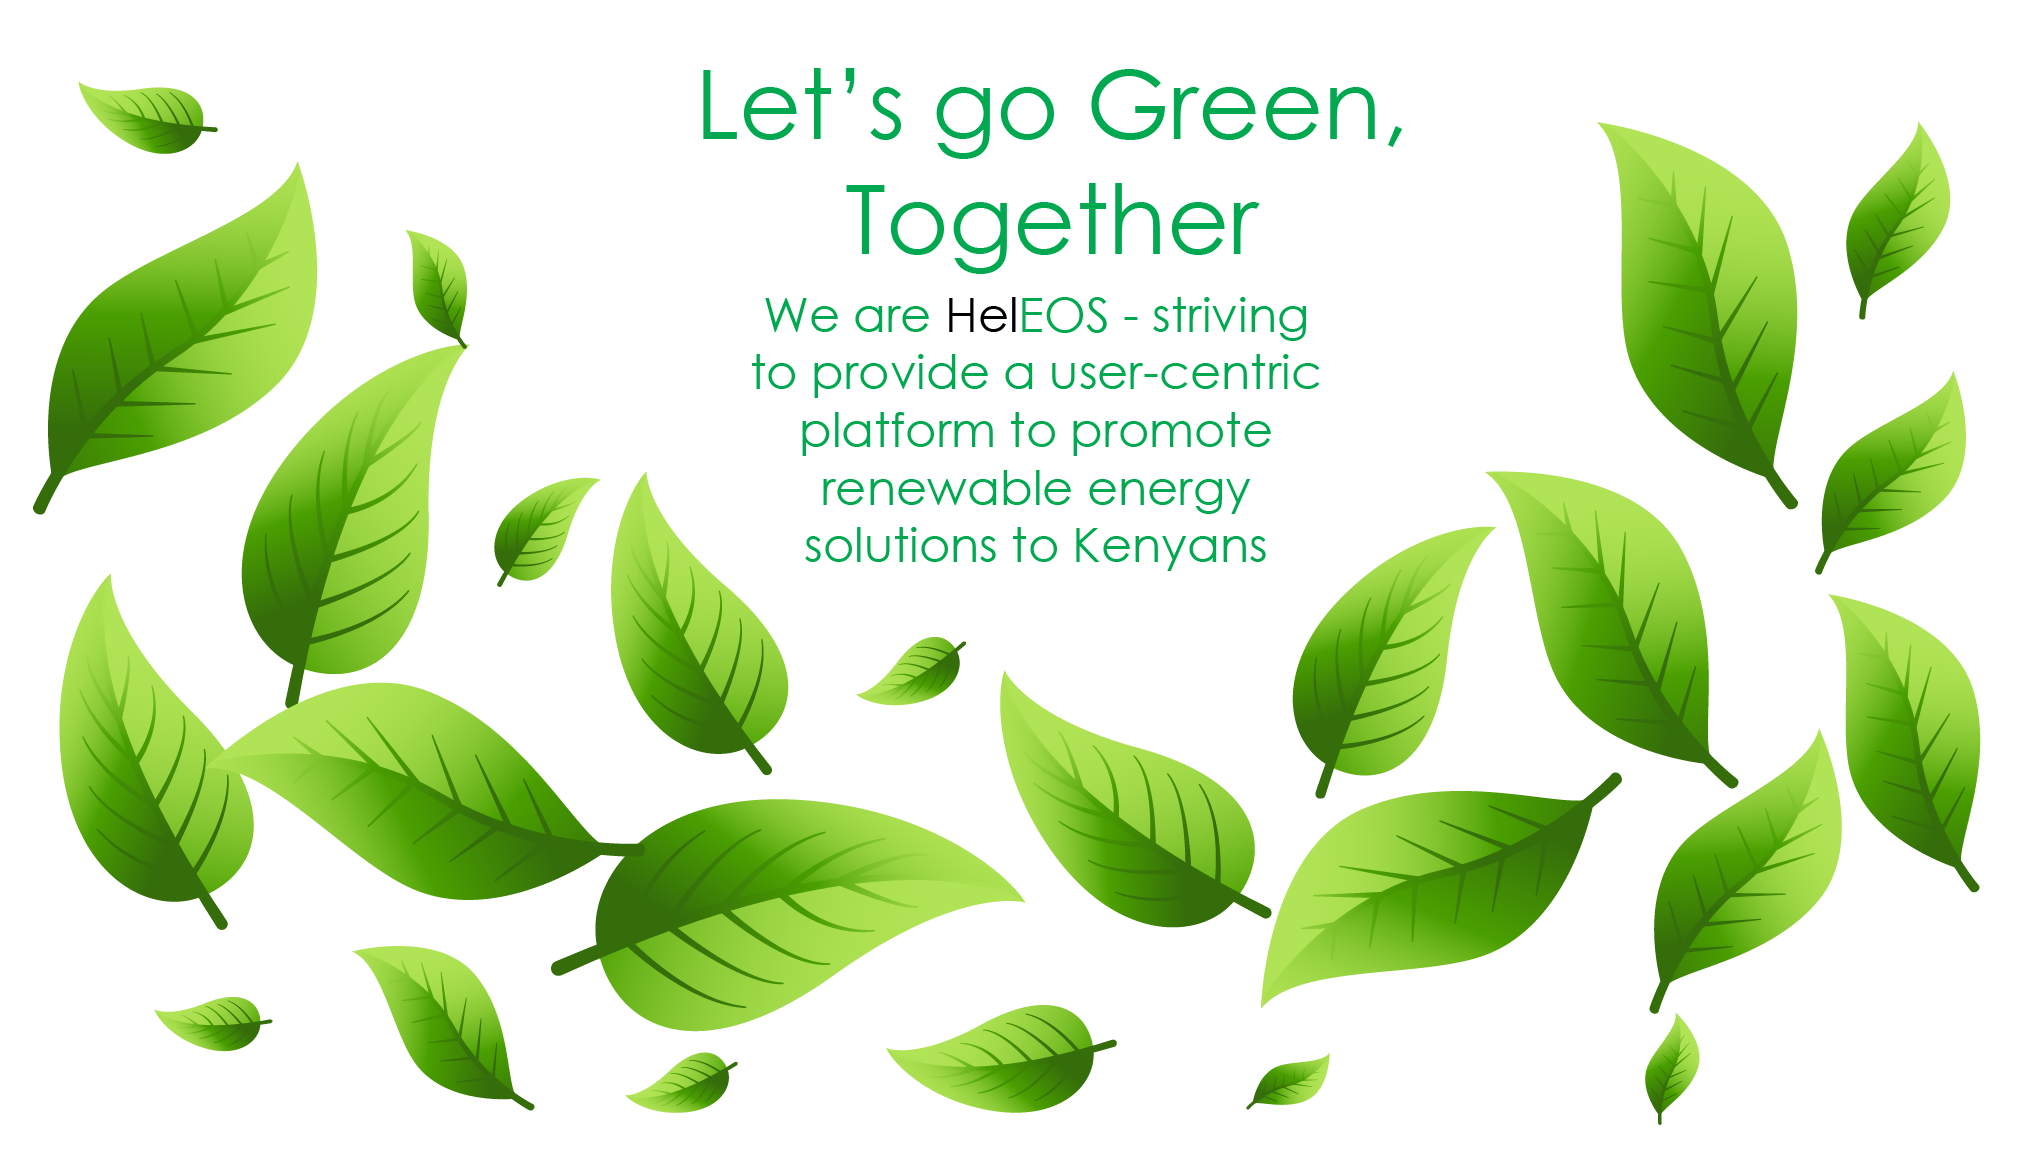 Let’s go Green,
Together
We are HelEOS - striving
to provide a user-centric
platform to promote
renewable energy
solutions to Kenyans